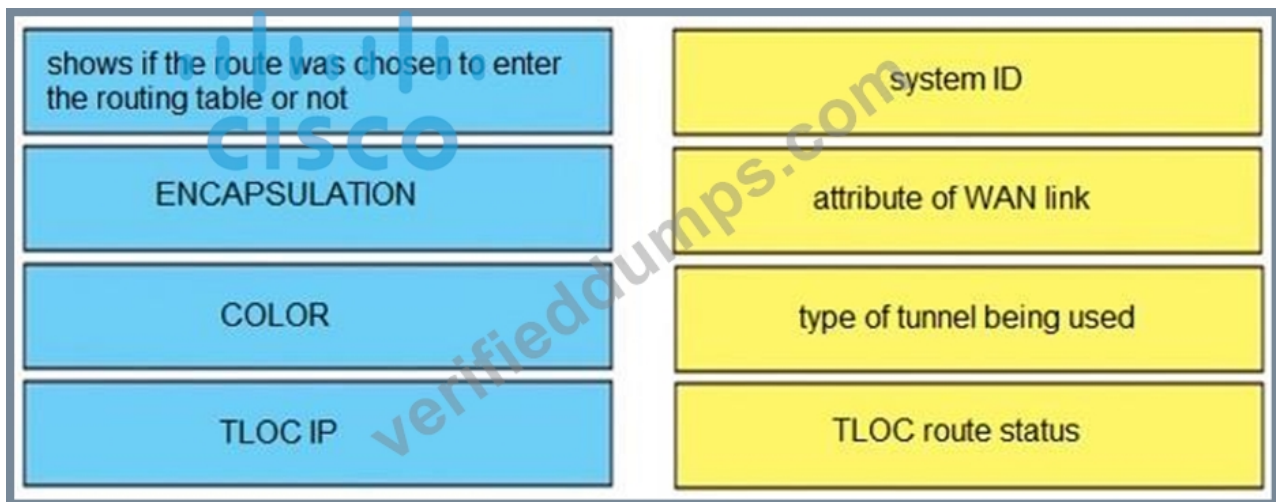 shows if the route was chosen to enter
the routing table or not
CISCO
ENCAPSULATION
COLOR
TLOC IP
system ID
attribute of WAN link
type of tunnel being used
TLOC route status
verifieddumps.com